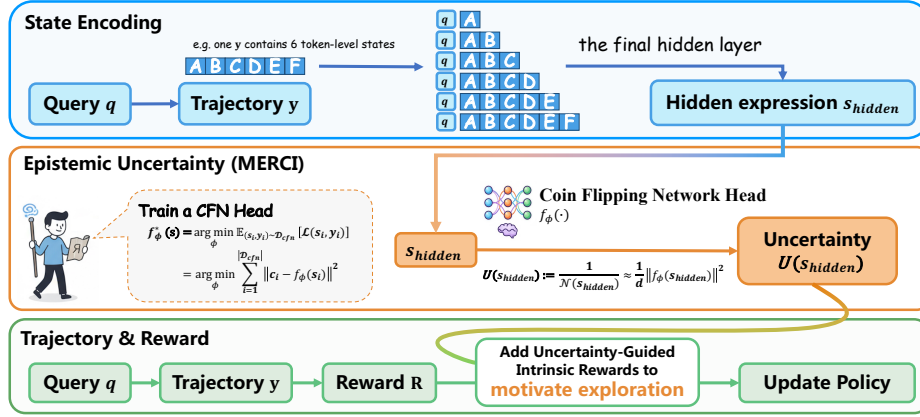 State Encoding
e.g. one y contains 6 token-level states
A B C D E F
Query q
Trajectory y
q A
q A B
q A B C
q A B C D
q A B C D E
q A B C D E F
the final hidden layer
Hidden expression s_hidden
Epistemic Uncertainty (MERCI)
Train a CFN Head
f*_ϕ(s) = arg min_ϕ 𝔼_(s_i,y_i)~𝒟_cfn [ℒ(s_i, y_i)]
= arg min_ϕ ∑_{i=1}^{|𝒟_cfn|} ‖c_i − f_ϕ(s_i)‖²
Я
Coin Flipping Network Head
f_ϕ(·)
s_hidden
U(s_hidden) := 1/𝒩(s_hidden) ≈ 1/d ‖f_ϕ(s_hidden)‖²
Uncertainty
U(s_hidden)
Trajectory & Reward
Query q
Trajectory y
Reward R
Add Uncertainty-Guided
Intrinsic Rewards to
motivate exploration
Update Policy